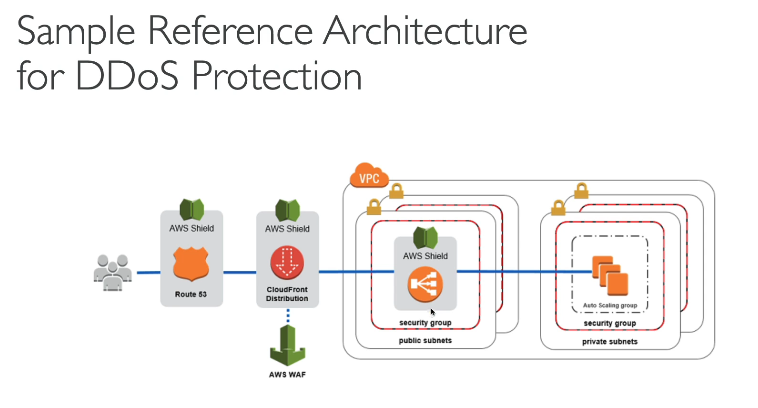 Sample Reference Architecture
for DDoS Protection
VPC
AWS Shield
Route 53
AWS Shield
CloudFront
Distribution
AWS WAF
AWS Shield
security group
public subnets
Auto Scaling group
security group
private subnets